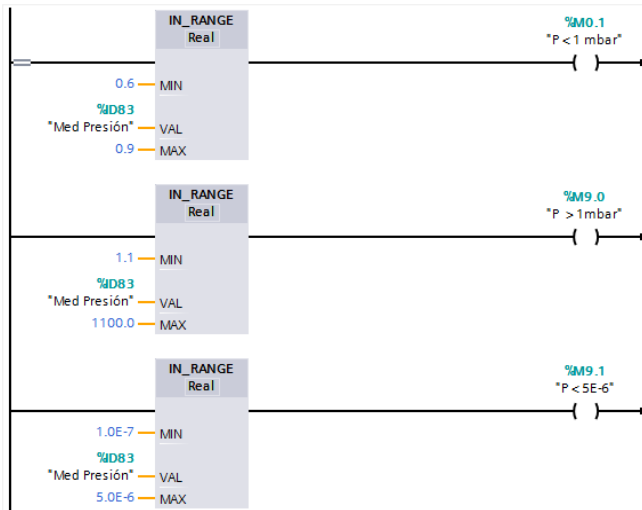 IN_RANGE
Real
%M0.1
"P < 1 mbar"
0.6 MIN
%ID83
"Med Presión" VAL
0.9 MAX
IN_RANGE
Real
%M9.0
"P >1mbar"
1.1 MIN
%ID83
"Med Presión" VAL
1100.0 MAX
IN_RANGE
Real
%M9.1
"P<5E-6"
1.0E-7 MIN
%ID83
"Med Presión" VAL
5.0E-6 MAX